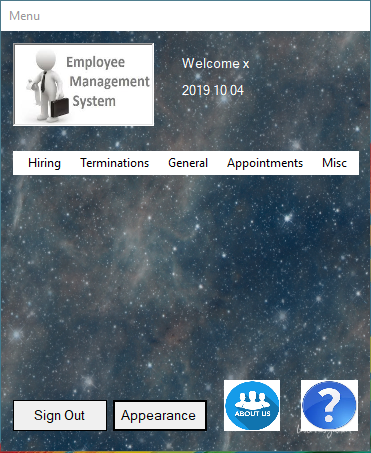 Menu
Employee
Management
System
Welcome x
2019 10 04
Hiring Terminations General Appointments Misc
Sign Out Appearance
ABOUT US
?